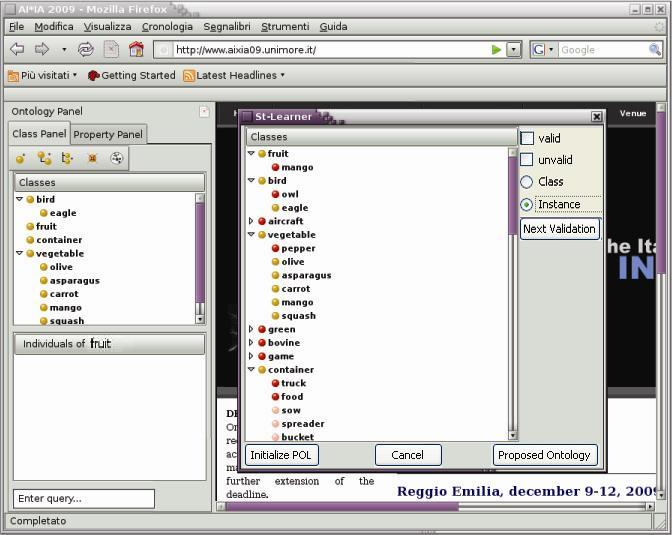 AI*IA 2009 - Mozilla Firefox
File Modifica Visualizza Cronologia Segnalibri Strumenti Guida
http://www.aixia09.unimore.it/
G Google
Più visitati Getting Started Latest Headlines
Ontology Panel
Class Panel Property Panel
Classes
bird
eagle
fruit
container
vegetable
olive
asparagus
carrot
mango
squash
Individuals of fruit
Enter query...
Completato
Venue
St-Learner
Classes
fruit
mango
bird
owl
eagle
aircraft
vegetable
pepper
olive
asparagus
carrot
mango
squash
green
bovine
game
container
truck
food
sow
spreader
bucket
valid
unvalid
Class
Instance
Next Validation
Initialize POL Cancel Proposed Ontology
he Ita
IN
further extension of the
deadline.
Reggio Emilia, december 9-12, 2009